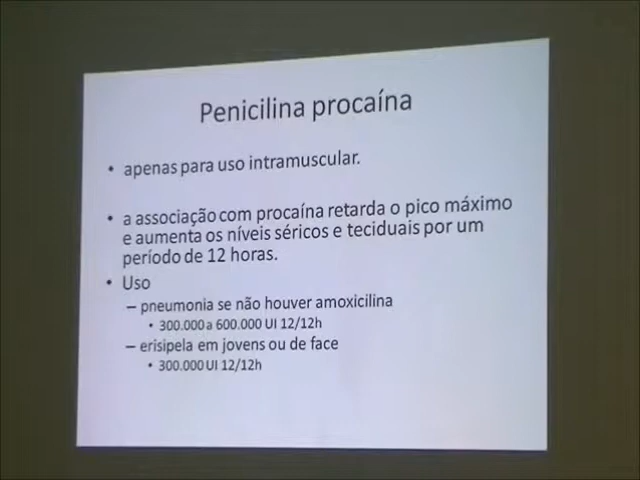 Penicilina procaína
• apenas para uso intramuscular.
• a associação com procaína retarda o pico máximo
e aumenta os níveis séricos e teciduais por um
período de 12 horas.
• Uso
– pneumonia se não houver amoxicilina
• 300.000 a 600.000 UI 12/12h
– erisipela em jovens ou de face
• 300.000 UI 12/12h